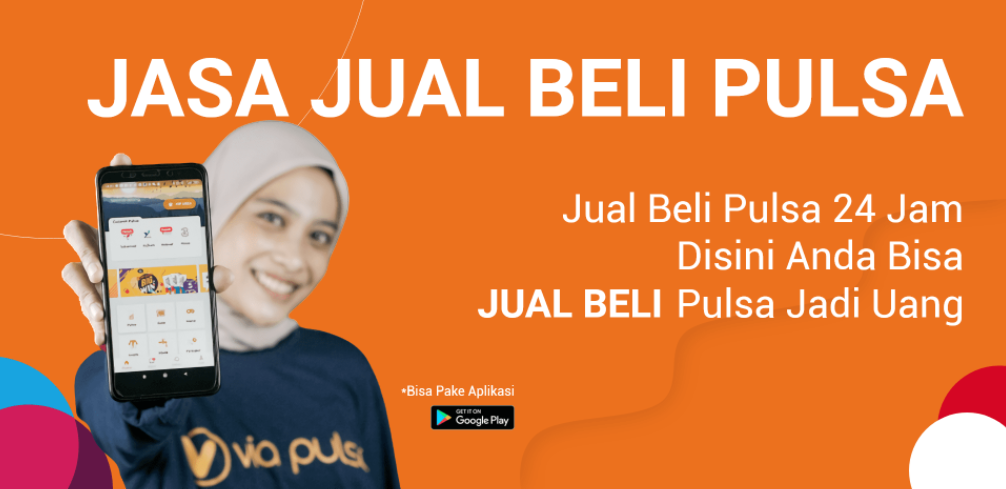 JASA JUAL BELI PULSA
Jual Beli Pulsa 24 Jam
Disini Anda Bisa
JUAL BELI Pulsa Jadi Uang
*Bisa Pake Aplikasi
GET IT ON
Google Play
via pulsa